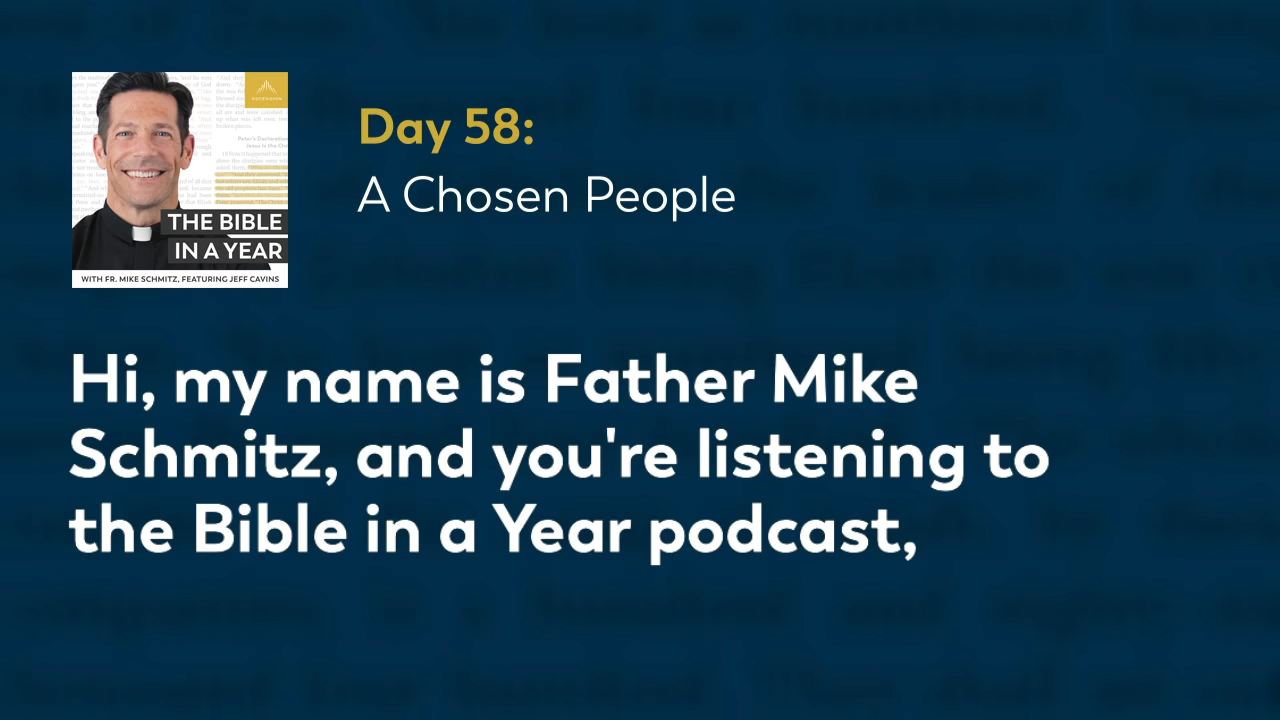 Day 58:
A Chosen People
ASCENSION
THE BIBLE
IN A YEAR
WITH FR. MIKE SCHMITZ, FEATURING JEFF CAVINS
Hi, my name is Father Mike
Schmitz, and you're listening to
the Bible in a Year podcast,